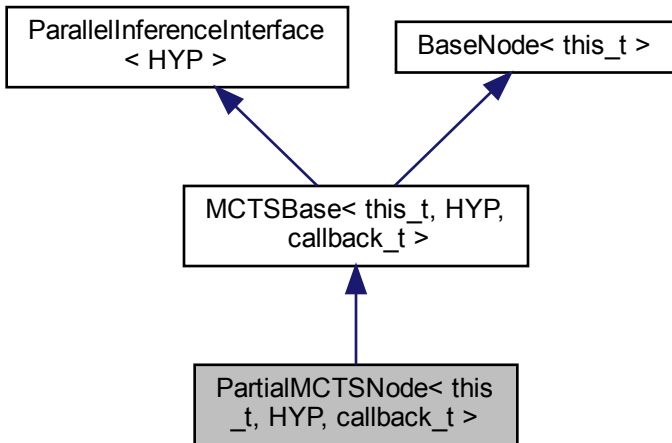 ParallelInferenceInterface
< HYP >
BaseNode< this_t >
MCTSBase< this_t, HYP,
callback_t >
PartialMCTSNode< this
_t, HYP, callback_t >